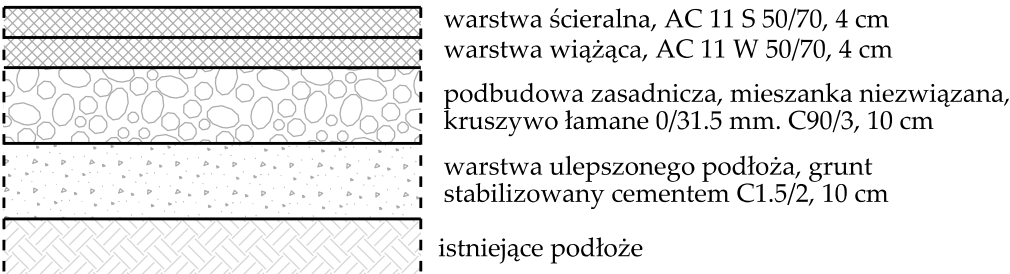 warstwa ścieralna, AC 11 S 50/70, 4 cm
warstwa wiążąca, AC 11 W 50/70, 4 cm
podbudowa zasadnicza, mieszanka niezwiązana,
kruszywo łamane 0/31.5 mm. C90/3, 10 cm
warstwa ulepszonego podłoża, grunt
stabilizowany cementem C1.5/2, 10 cm
istniejące podłoże